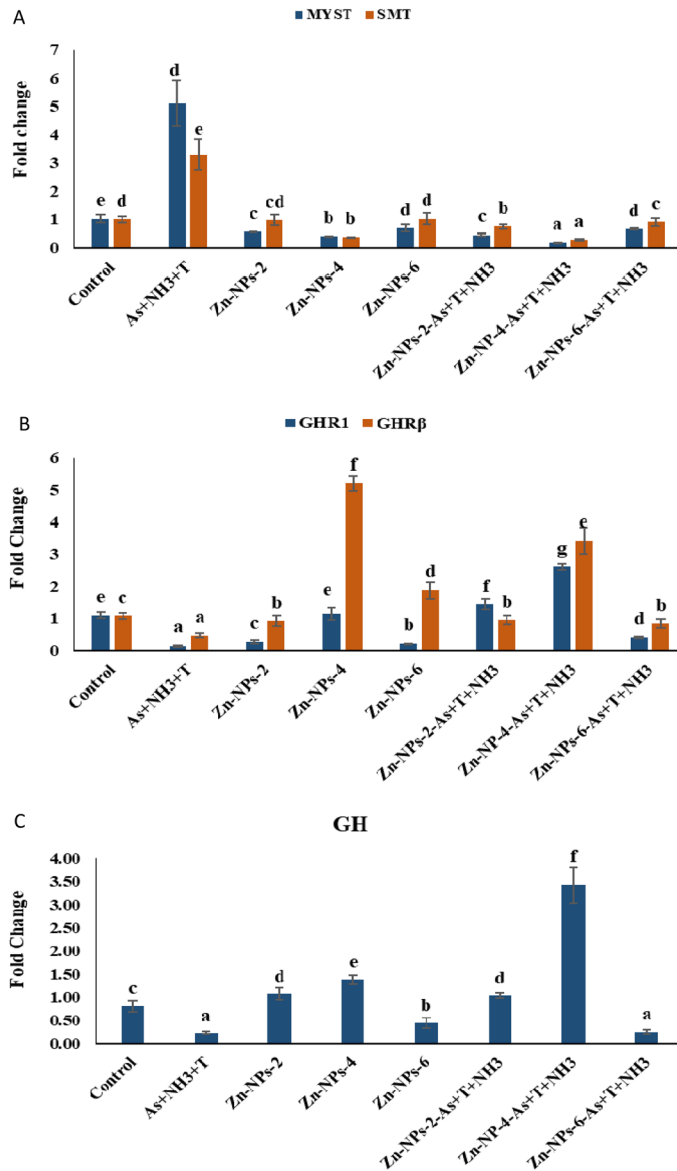 A
MYST SMT
Fold change
7
6
5
4
3
2
1
0
e d
d e
c cd
b b
d d
c b
a a
d c
Control
As+NH3+T
Zn-NPs-2
Zn-NPs-4
Zn-NPs-6
Zn-NPs-2-As+T+NH3
Zn-NP-4-As+T+NH3
Zn-NPs-6-As+T+NH3
B
GHR1 GHRβ
Fold Change
6
5
4
3
2
1
0
e c
a a
c b
e f
b d
f b
g e
d b
Control
As+NH3+T
Zn-NPs-2
Zn-NPs-4
Zn-NPs-6
Zn-NPs-2-As+T+NH3
Zn-NP-4-As+T+NH3
Zn-NPs-6-As+T+NH3
C
GH
Fold Change
4.00
3.50
3.00
2.50
2.00
1.50
1.00
0.50
0.00
c
a
d
e
b
d
f
a
Control
As+NH3+T
Zn-NPs-2
Zn-NPs-4
Zn-NPs-6
Zn-NPs-2-As+T+NH3
Zn-NP-4-As+T+NH3
Zn-NPs-6-As+T+NH3